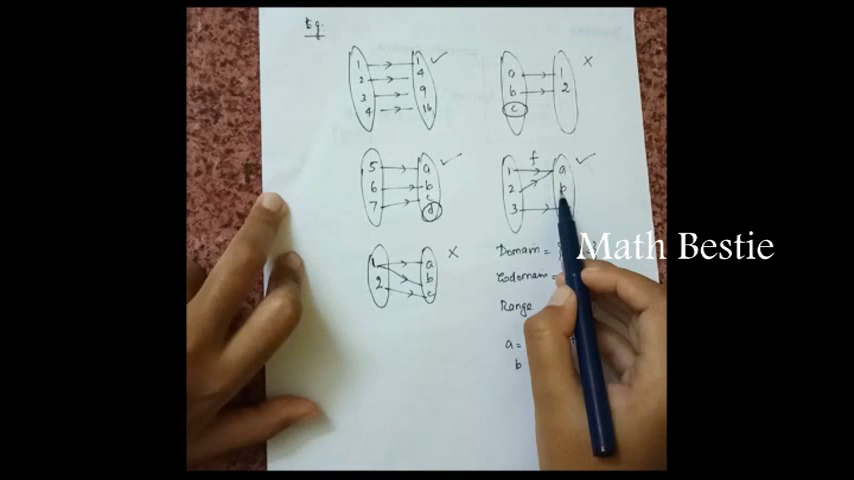 Eg:
1 1 ✓
2 4
3 9
4 16
a 1 ×
b 2
c
5 a ✓
6 b
7 c
d
f
1 a ✓
2 b
3
1 a ×
2 b
c
Domain = {
Codomain =
Range
a =
b
Math Bestie